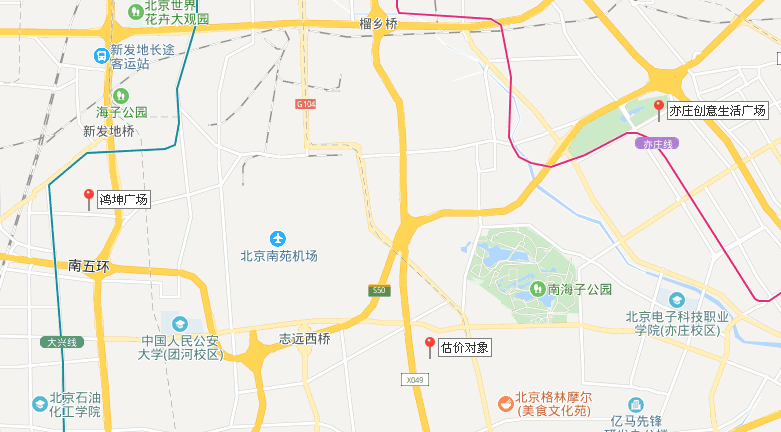 北京世界
花卉大观园
榴乡桥
新发地长途
客运站
海子公园
G104
亦庄创意生活广场
新发地桥
亦庄线
鸿坤广场
北京南苑机场
南五环
S50
南海子公园
北京电子科技职业
学院(亦庄校区)
中国人民公安
大学(团河校区)
志远西桥
大兴线
估价对象
X049
北京石油
化工学院
北京格林摩尔
(美食文化苑)
亿马先锋